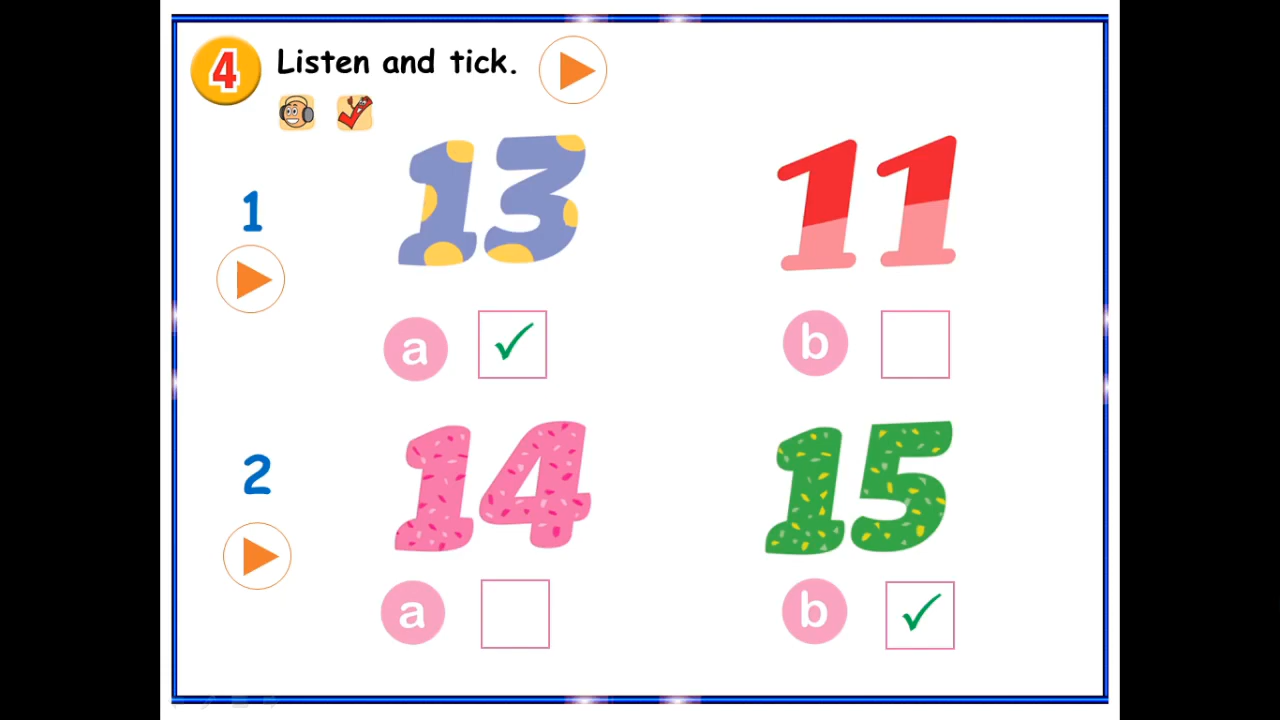 4 Listen and tick.
1
13
11
a ✓
b
2
14
15
a
b ✓